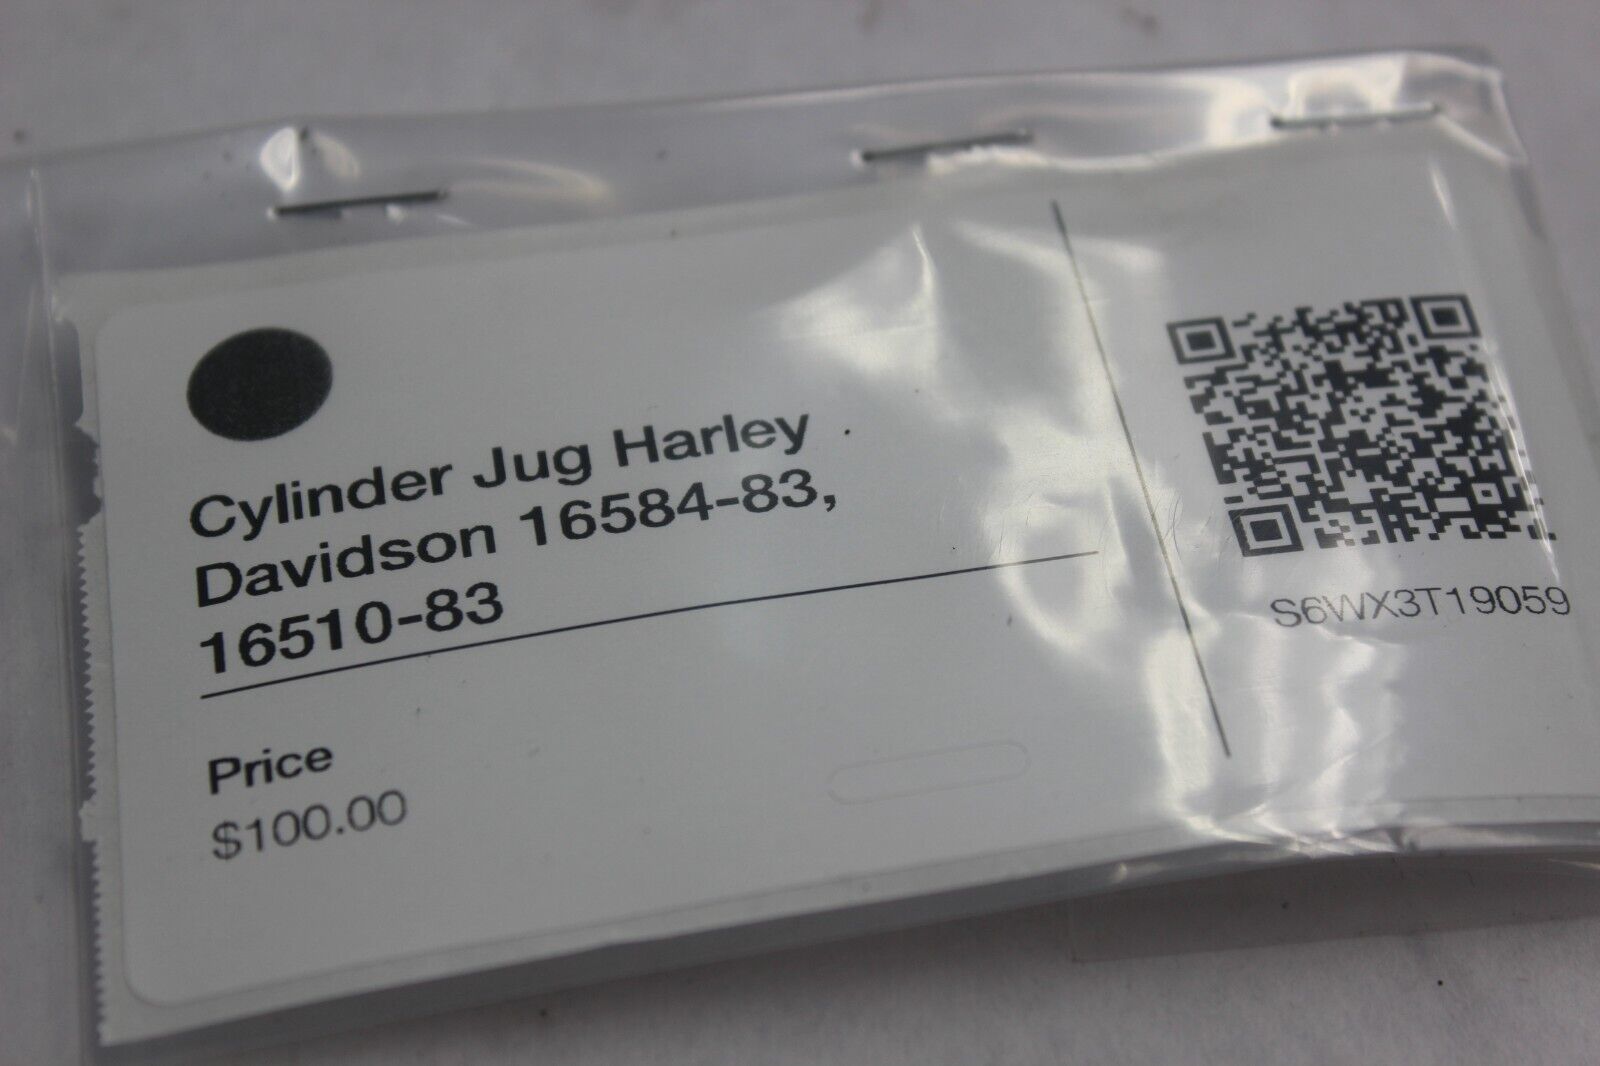 Cylinder Jug Harley
Davidson 16584-83,
16510-83
Price
$100.00
S6WX3T19059